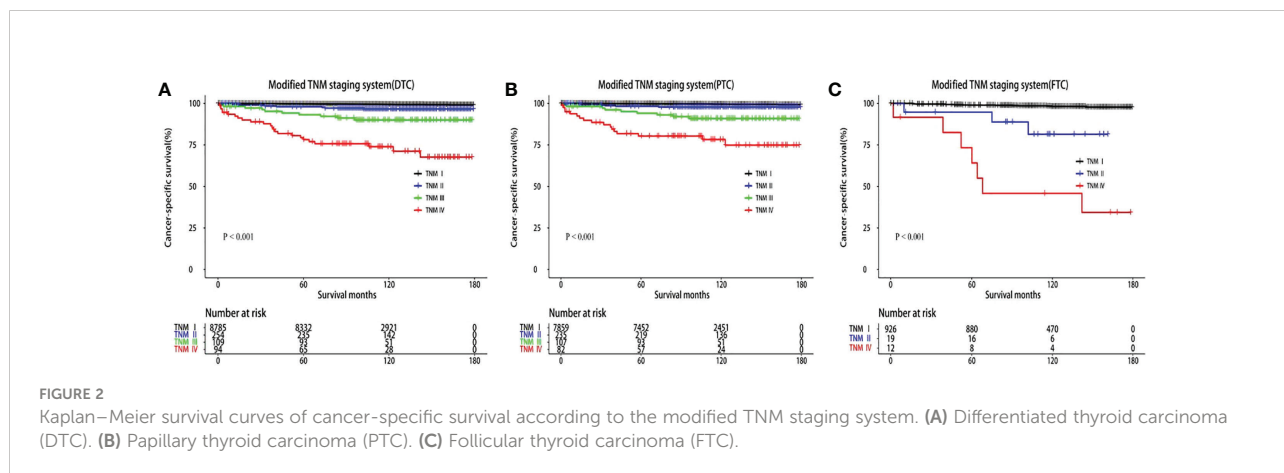 A
Modified TNM staging system(DTC)
Cancer-specific survival(%)
100
75
50
25
0
TNM I
TNM II
TNM III
TNM IV
P < 0.001
0 60 120 180
Survival months
Number at risk
TNM I 8785 8332 2921 0
TNM II 254 235 142 0
TNM III 109 93 51 0
TNM IV 94 65 28 0
0 60 120 180
B
Modified TNM staging system(PTC)
Cancer-specific survival(%)
100
75
50
25
0
TNM I
TNM II
TNM III
TNM IV
P < 0.001
0 60 120 180
Survival months
Number at risk
TNM I 7859 7452 2451 0
TNM II 235 219 136 0
TNM III 107 93 51 0
TNM IV 82 57 24 0
0 60 120 180
C
Modified TNM staging system(FTC)
Cancer-specific survival(%)
100
75
50
25
0
TNM I
TNM II
TNM IV
P < 0.001
0 60 120 180
Survival months
Number at risk
TNM I 926 880 470 0
TNM II 19 16 6 0
TNM IV 12 8 4 0
0 60 120 180
FIGURE 2
Kaplan–Meier survival curves of cancer-specific survival according to the modified TNM staging system. (A) Differentiated thyroid carcinoma
(DTC). (B) Papillary thyroid carcinoma (PTC). (C) Follicular thyroid carcinoma (FTC).